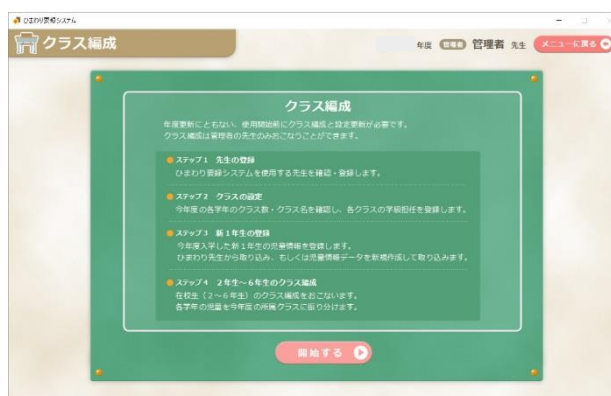 ひまわり要録システム
クラス編成
年度 管理者 管理者 先生 メニューに戻る
クラス編成
年度更新にともない、使用開始前にクラス編成と設定更新が必要です。
クラス編成は管理者の先生のみおこなうことができます。
ステップ1 先生の登録
ひまわり要録システムを使用する先生を確認・登録します。
ステップ2 クラスの設定
今年度の各学年のクラス数・クラス名を確認し、各クラスの学級担任を登録します。
ステップ3 新1年生の登録
今年度入学した新1年生の児童情報を登録します。
ひまわり先生から取り込み、もしくは児童情報データを新規作成して取り込みます。
ステップ4 2年生~6年生のクラス編成
在校生(2~6年生)のクラス編成をおこないます。
各学年の児童を今年度の所属クラスに振り分けます。
開始する